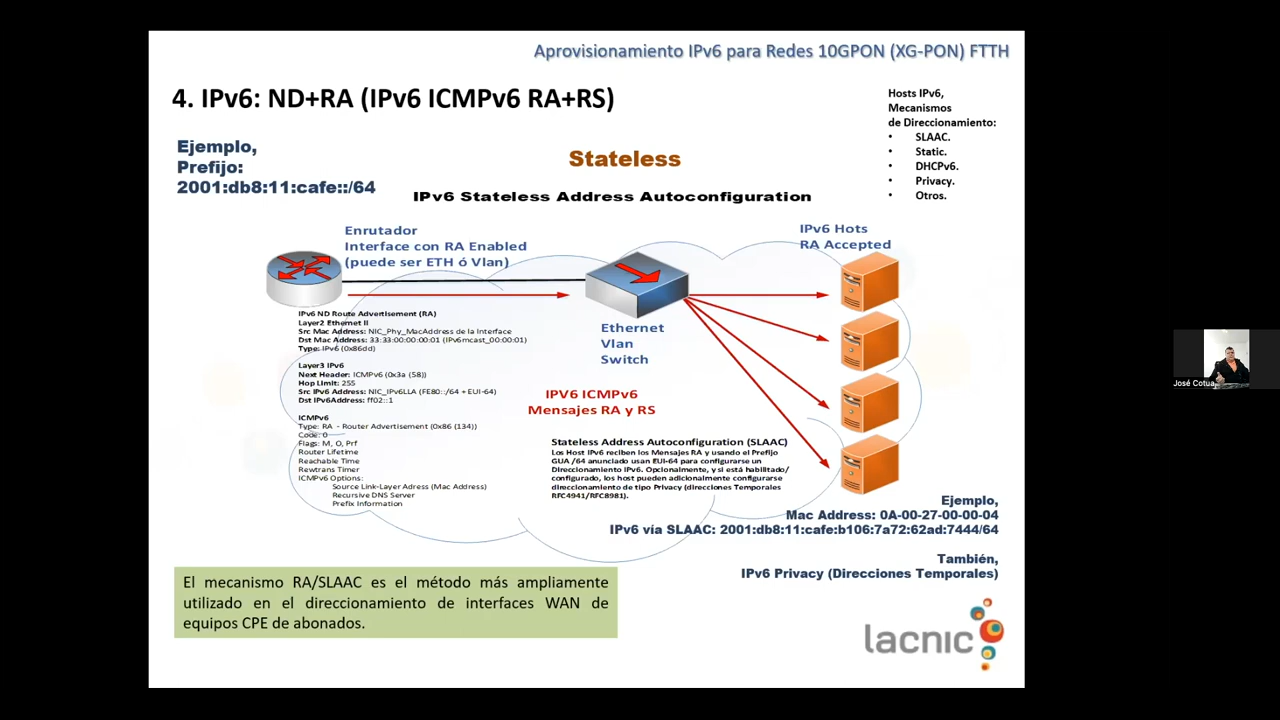 Aprovisionamiento IPv6 para Redes 10GPON (XG-PON) FTTH
4. IPv6: ND+RA (IPv6 ICMPv6 RA+RS)
Hosts IPv6,
Mecanismos
de Direccionamiento:
• SLAAC.
• Static.
• DHCPv6.
• Privacy.
• Otros.
Ejemplo,
Prefijo:
2001:db8:11:cafe::/64
Stateless
IPv6 Stateless Address Autoconfiguration
Enrutador
Interface con RA Enabled
(puede ser ETH ó Vlan)
IPv6 Hots
RA Accepted
IPv6 ND Route Advertisement (RA)
Layer2 Ethernet II
Src Mac Address: NIC_Phy_MacAddress de la Interface
Dst Mac Address: 33:33:00:00:00:01 (IPv6mcast_00:00:01)
Type: IPv6 (0x86dd)
Layer3 IPv6
Next Header: ICMPv6 (0x3a (58))
Hop Limit: 255
Src IPv6 Address: NIC_IPv6LLA (FE80::/64 + EUI-64)
Dst IPv6Address: ff02::1
ICMPv6
Type: RA - Router Advertisement (0x86 (134))
Code: 0
Flags: M, O, Prf
Router Lifetime
Reachable Time
Rewtrans Timer
ICMPv6 Options:
Source Link-Layer Adress (Mac Address)
Recursive DNS Server
Prefix Information
Ethernet
Vlan
Switch
IPV6 ICMPv6
Mensajes RA y RS
Stateless Address Autoconfiguration (SLAAC)
Los Host IPv6 reciben los Mensajes RA y usando el Prefijo
GUA /64 anunciado usan EUI-64 para configurarse un
Direccionamiento IPv6. Opcionalmente, y si está habilitado/
configurado, los host pueden adicionalmente configurarse
direccionamiento de tipo Privacy (direcciones Temporales
RFC4941/RFC8981).
Ejemplo,
Mac Address: 0A-00-27-00-00-04
IPv6 vía SLAAC: 2001:db8:11:cafe:b106:7a72:62ad:7444/64
También,
IPv6 Privacy (Direcciones Temporales)
El mecanismo RA/SLAAC es el método más ampliamente
utilizado en el direccionamiento de interfaces WAN de
equipos CPE de abonados.
lacnic
José Cotua